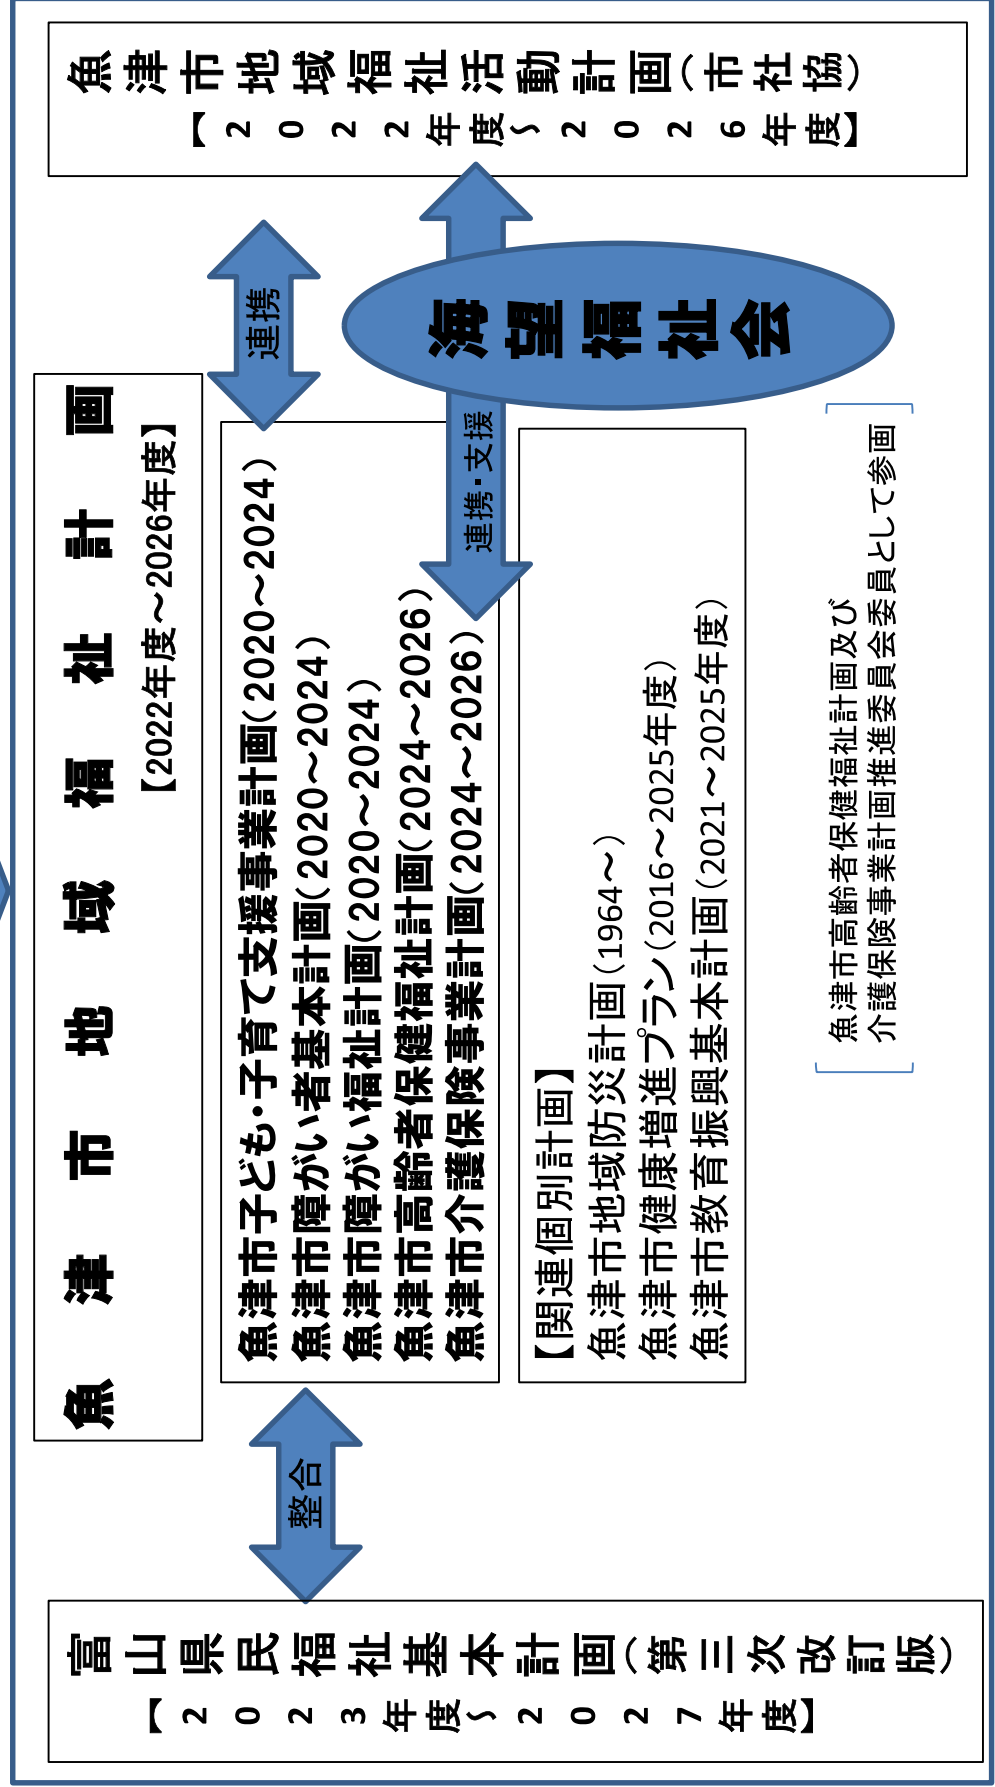 魚津市地域福祉計画
【2022年度～2026年度】
富山県民福祉基本計画(第三次改訂版)
【2023年度～2027年度】
整合
魚津市子ども・子育て支援事業計画(2020～2024)
魚津市障がい者基本計画(2020～2024)
魚津市障がい福祉計画(2020～2024)
魚津市高齢者保健福祉計画(2024～2026)
魚津市介護保険事業計画(2024～2026)
連携
魚津市地域福祉活動計画(市社協)
【2022年度～2026年度】
連携・支援
海望福祉会
【関連個別計画】
魚津市地域防災計画(1964～)
魚津市健康増進プラン(2016～2025年度)
魚津市教育振興基本計画(2021～2025年度)
魚津市高齢者保健福祉計画及び
介護保険事業計画推進委員会委員として参画